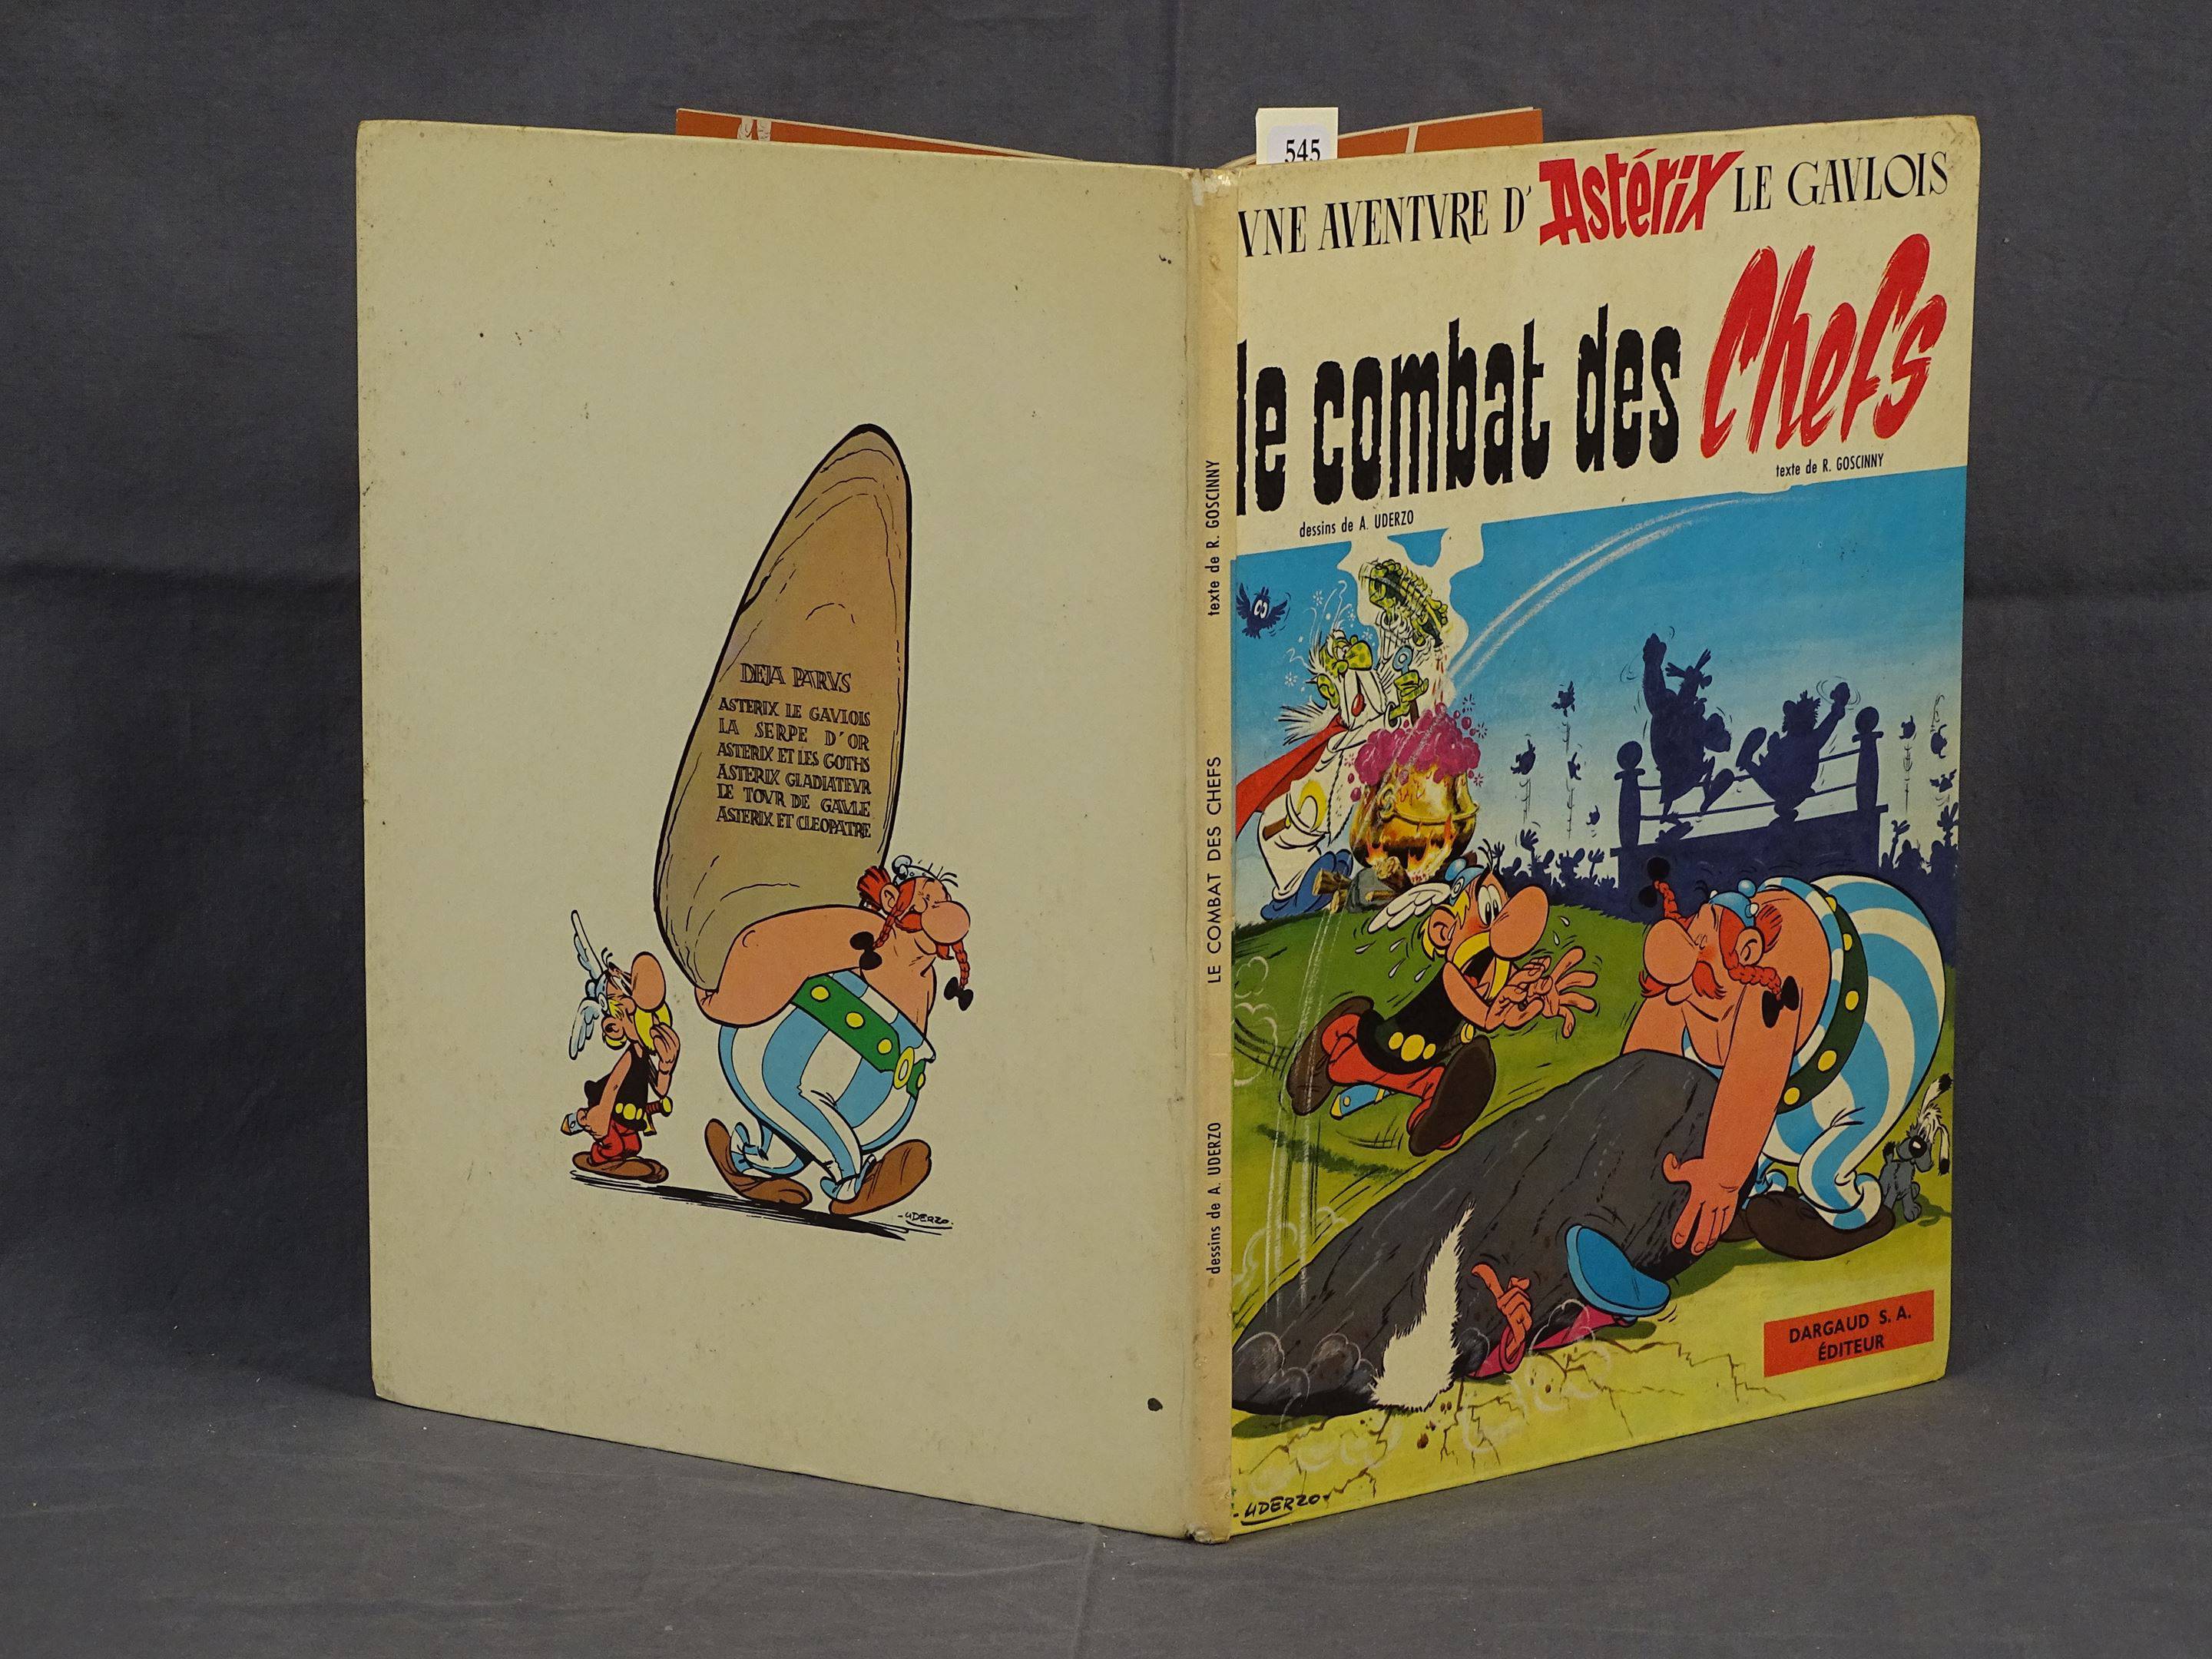 545
VNE AVENTVRE D' Astérix LE GAVLOIS
le combat des Chefs
texte de R. GOSCINNY
dessins de A. UDERZO
DARGAUD S. A.
ÉDITEUR
UDERZO
texte de R. GOSCINNY
LE COMBAT DES CHEFS
dessins de A. UDERZO
DEJA PARVS
ASTERIX LE GAVLOIS
LA SERPE D'OR
ASTERIX ET LES GOTHS
ASTERIX GLADIATEVR
LE TOVR DE GAVLE
ASTERIX ET CLEOPATRE
-UDERZO-